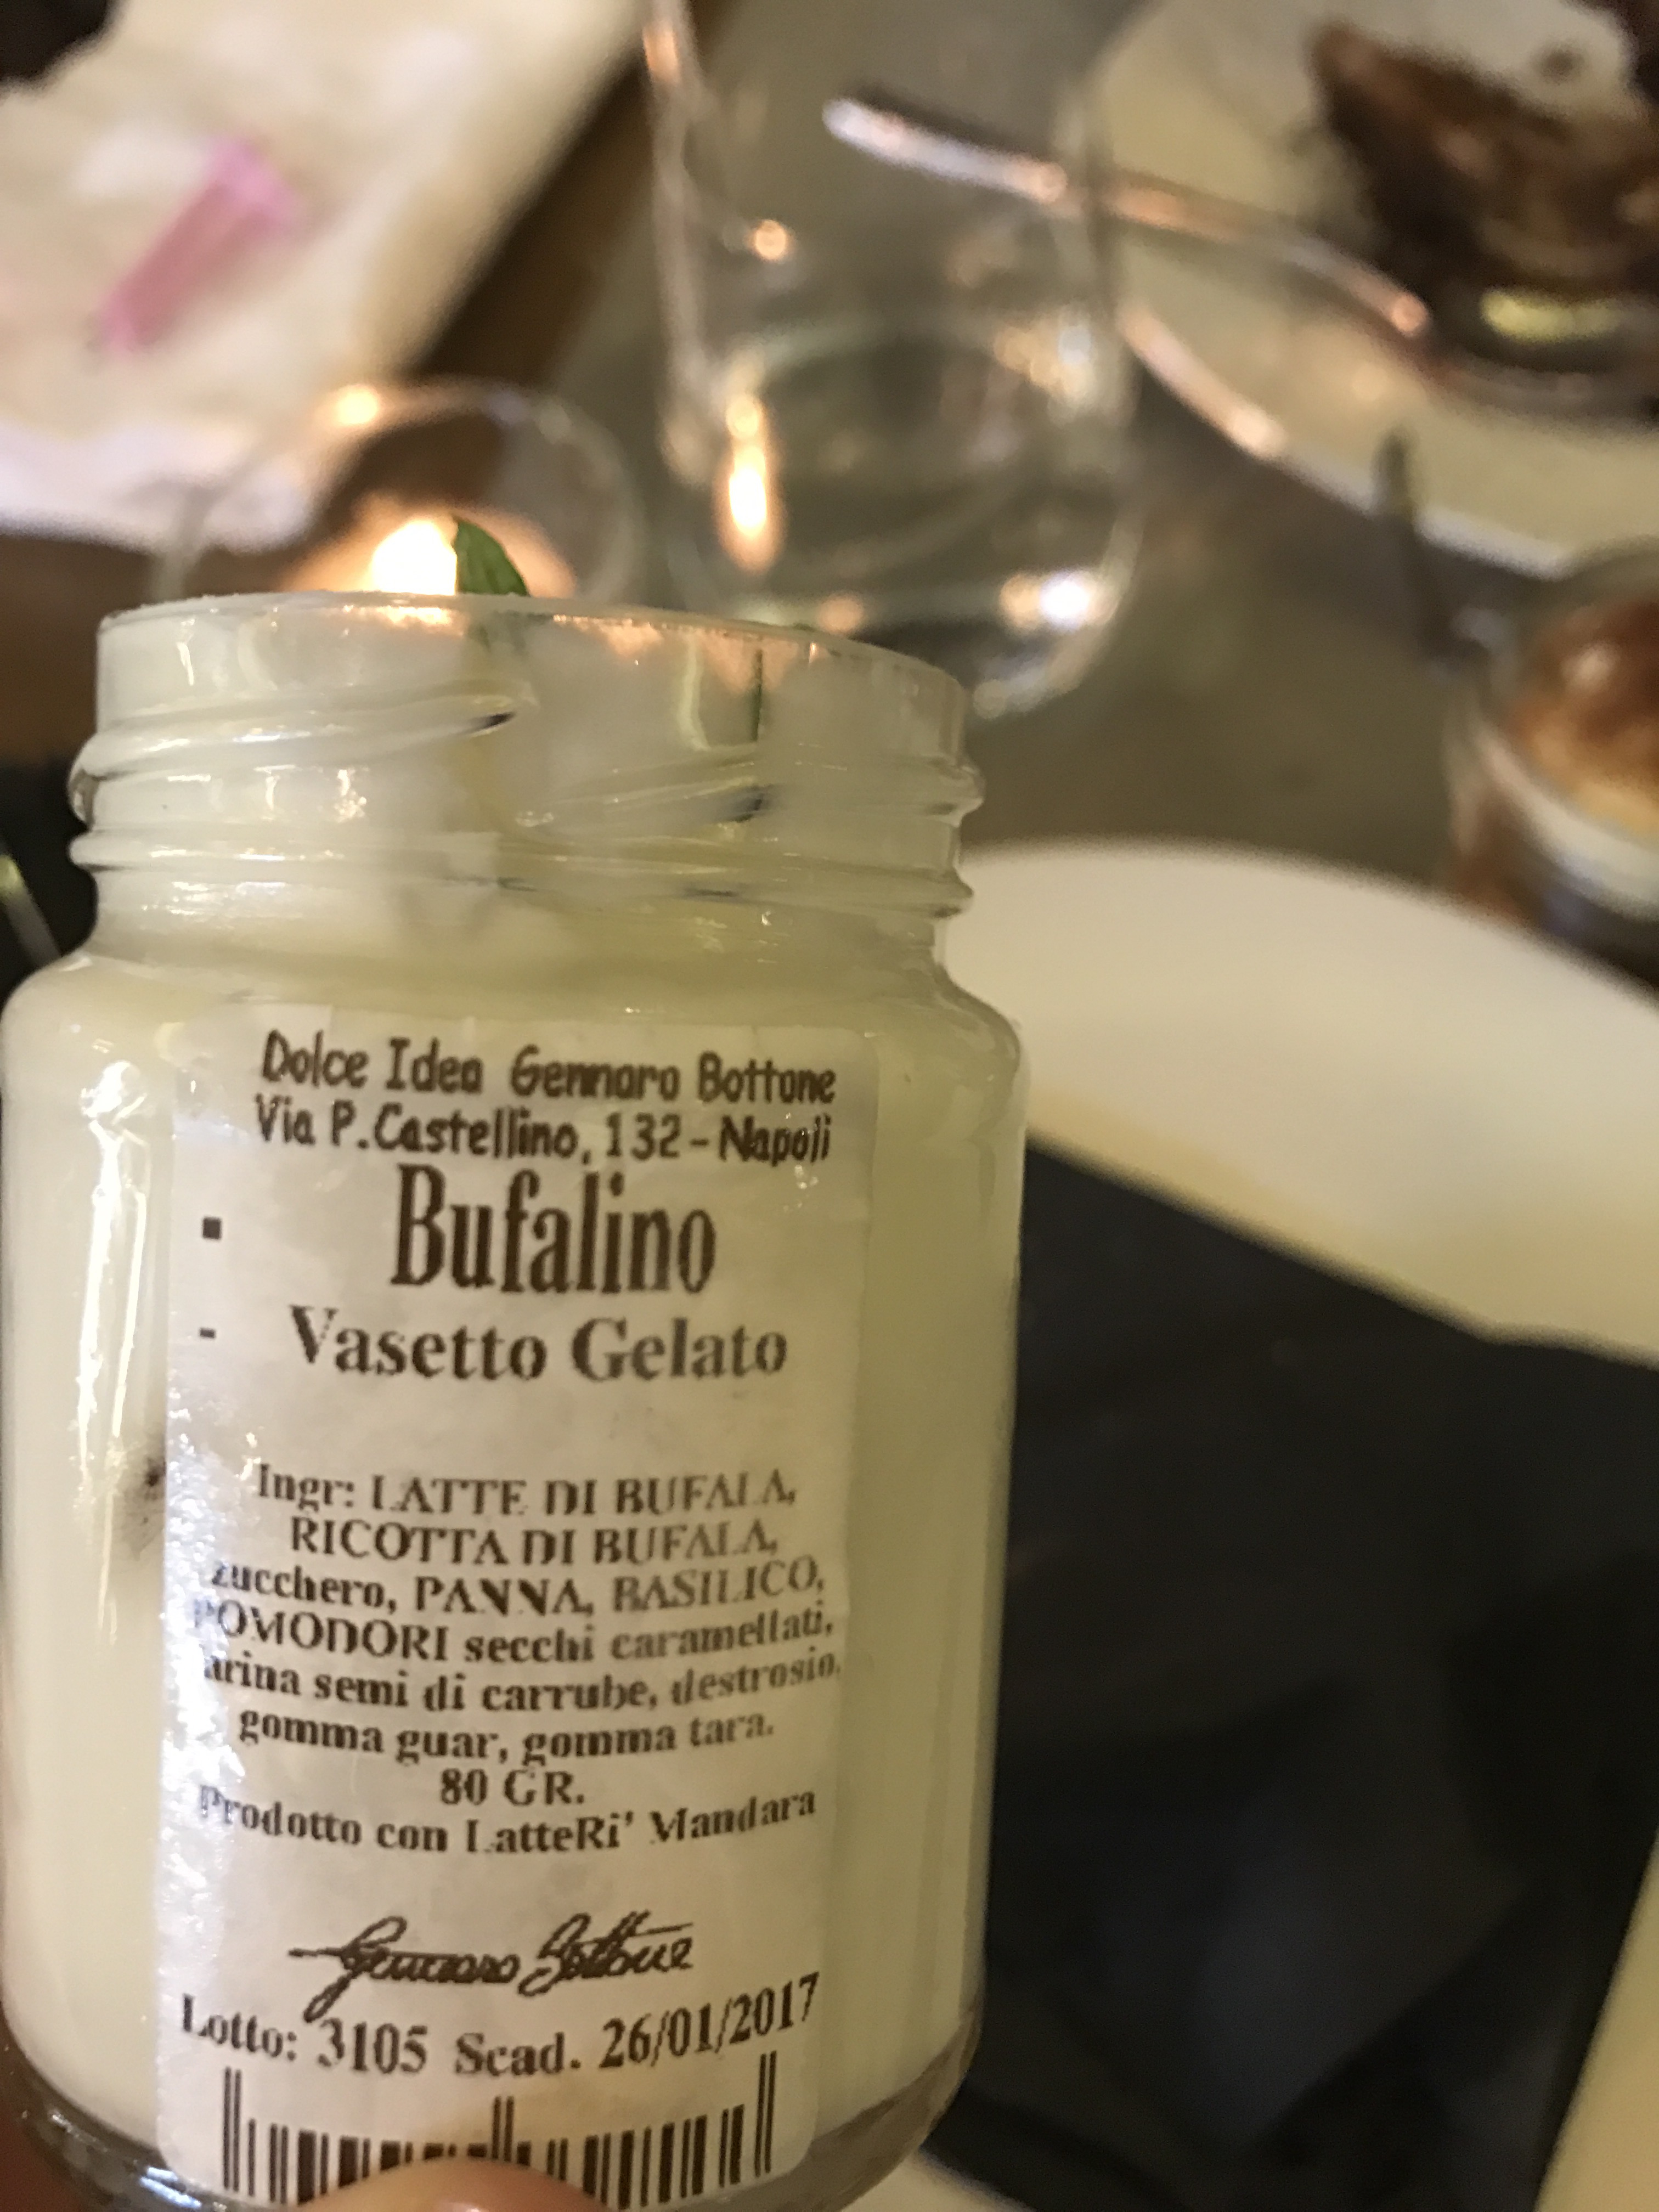 Dolce Idea Gennaro Bottone
Via P.Castellino, 132 - Napoli
▪ Bufalino
- Vasetto Gelato
Ingr: LATTE DI BUFALA,
RICOTTA DI BUFALA,
zucchero, PANNA, BASILICO,
POMODORI secchi caramellati,
farina semi di carrube, destrosio,
gomma guar, gomma tara.
80 GR.
Prodotto con LatteRi' Mandara
Gennaro Bottone
Lotto: 3105 Scad. 26/01/2017